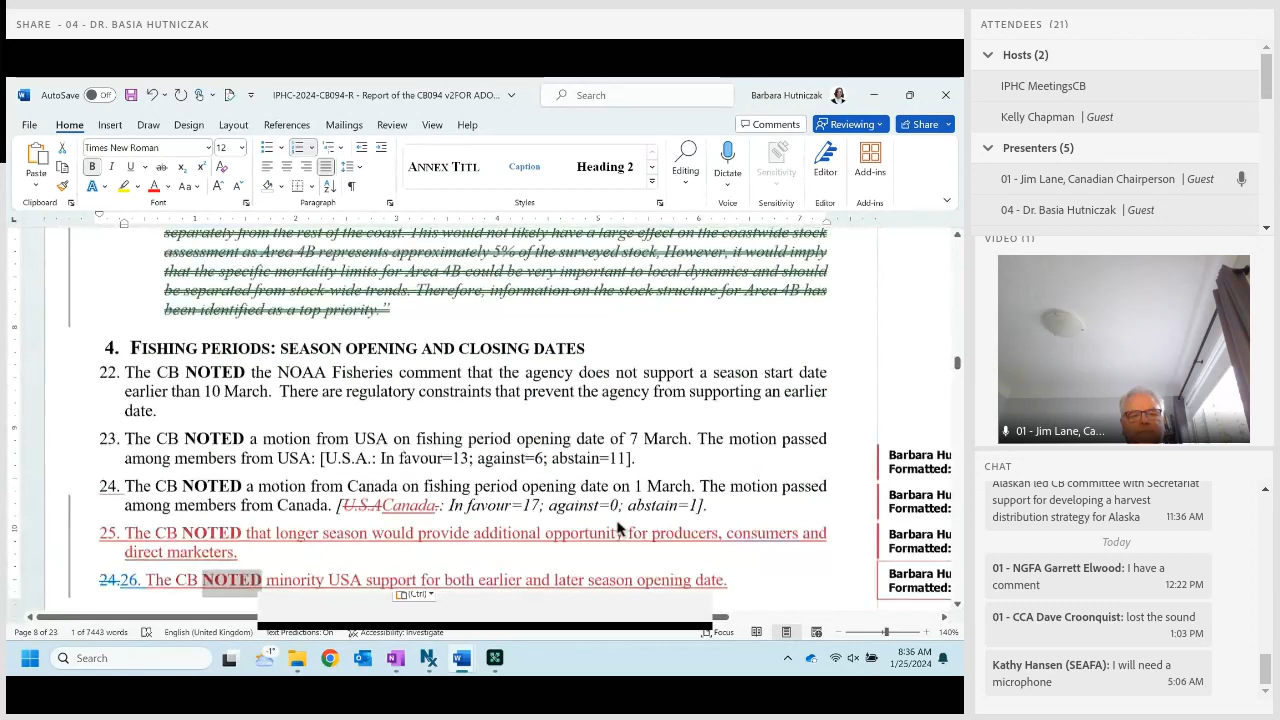 SHARE - 04 - DR. BASIA HUTNICZAK
AutoSave Off
IPHC-2024-CB094-R - Report of the CB094 v2FOR ADO...
Search
Barbara Hutniczak
File Home Insert Draw Design Layout References Mailings Review View Help
Comments Reviewing Share
Paste
Clipboard
Times New Roman 12
Font
Paragraph
ANNEX TITL
Caption
Heading 2
Styles
Editing
Dictate
Voice
Sensitivity
Sensitivity
Editor
Editor
Add-ins
Add-ins
separately from the rest of the coast. This would not likely have a large effect on the coastwide stock
assessment as Area 4B represents approximately 5% of the surveyed stock, However, it would imply
that the specific mortality limits for Area 4B could be very important to local dynamics and should
be separated from stock-wide trends. Therefore, information on the stock structure for Area 4B has
been identified as a top priority."
4. FISHING PERIODS: SEASON OPENING AND CLOSING DATES
22. The CB NOTED the NOAA Fisheries comment that the agency does not support a season start date
earlier than 10 March. There are regulatory constraints that prevent the agency from supporting an earlier
date.
23. The CB NOTED a motion from USA on fishing period opening date of 7 March. The motion passed
among members from USA: [U.S.A.: In favour=13; against=6; abstain=11].
24. The CB NOTED a motion from Canada on fishing period opening date on 1 March. The motion passed
among members from Canada. [U.S.ACanada.: In favour=17; against=0; abstain=1].
25. The CB NOTED that longer season would provide additional opportunity for producers, consumers and
direct marketers.
24.26. The CB NOTED minority USA support for both earlier and later season opening date.
(Ctrl)
Barbara Hu
Formatted:
Barbara Hu
Formatted:
Barbara Hu
Formatted:
Barbara Hu
Formatted:
Page 8 of 23 1 of 7443 words English (United Kingdom) Text Predictions: On Accessibility: Investigate Focus 140%
Search
-1°
8:36 AM
1/25/2024
ATTENDEES (21)
Hosts (2)
IPHC MeetingsCB
Kelly Chapman | Guest
Presenters (5)
01 - Jim Lane, Canadian Chairperson | Guest
04 - Dr. Basia Hutniczak | Guest
VIDEO (1)
01 - Jim Lane, Ca...
CHAT
Alaskan led CB committee with Secretariat
support for developing a harvest
distribution strategy for Alaska
11:36 AM
Today
01 - NGFA Garrett Elwood: I have a
comment
12:22 PM
01 - CCA Dave Croonquist: lost the sound
1:03 PM
Kathy Hansen (SEAFA): I will need
microphone
5:06 AM